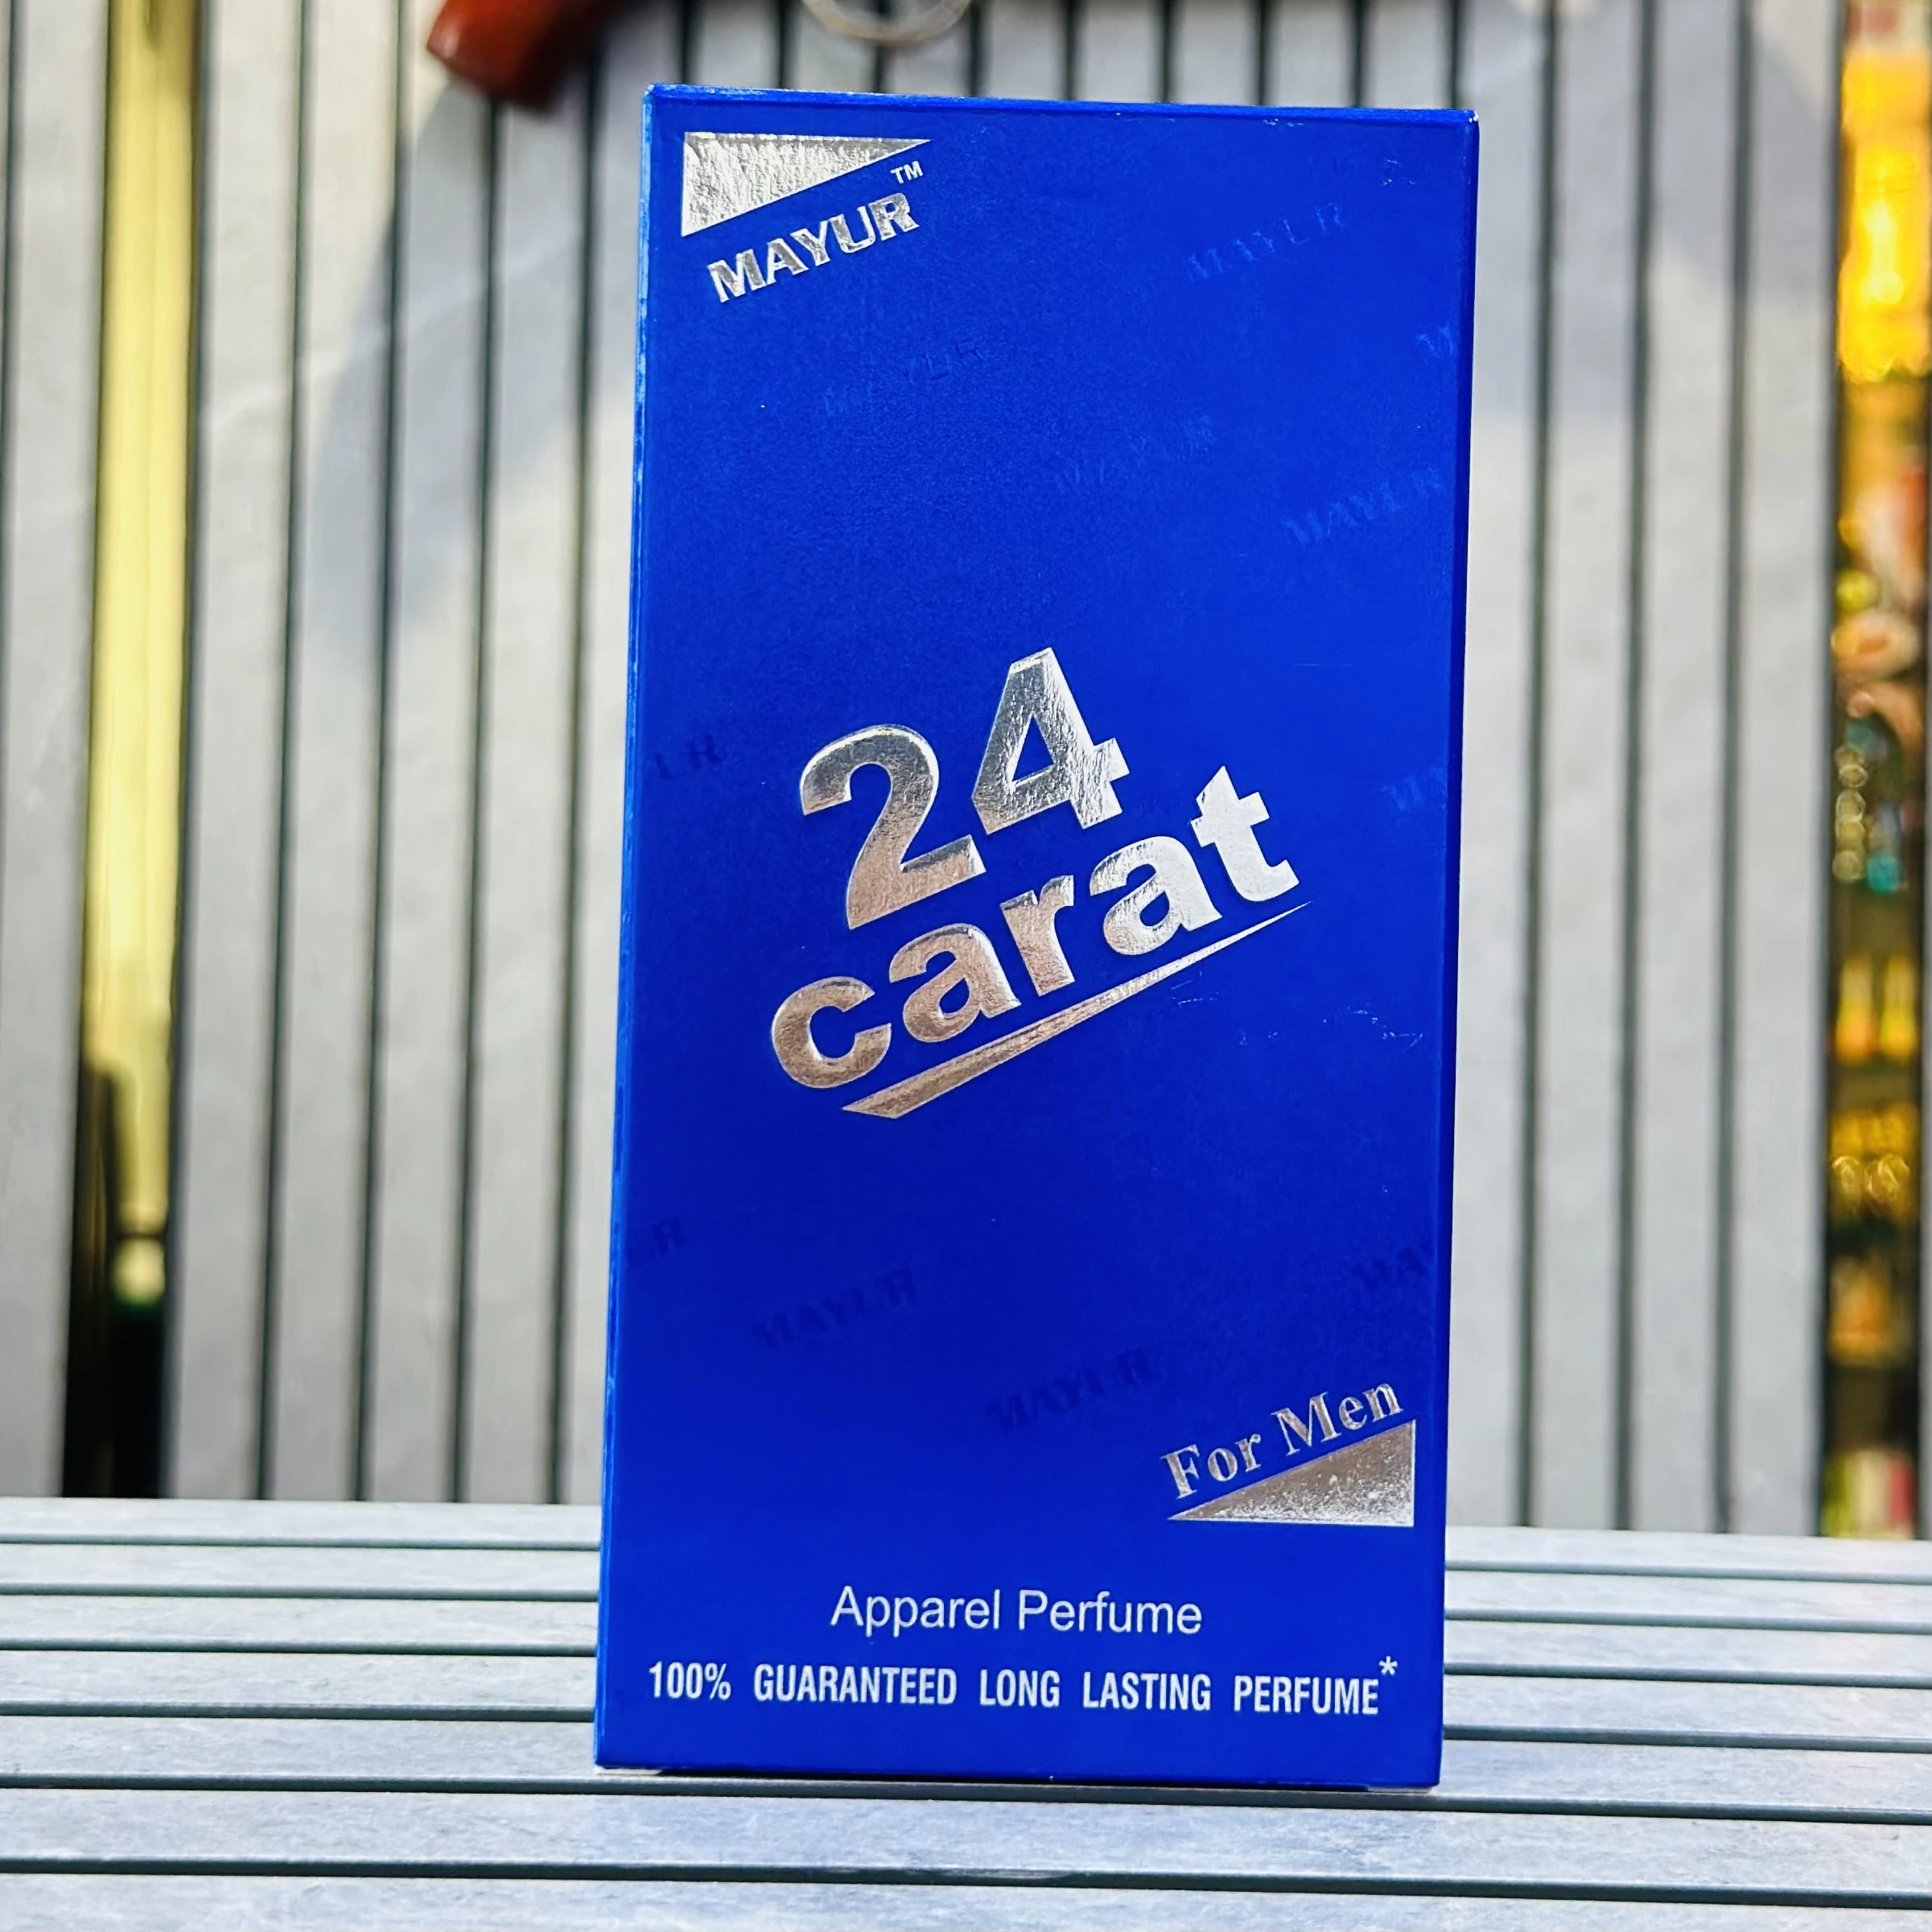 MAYUR™
24
carat
For Men
Apparel Perfume
100% GUARANTEED LONG LASTING PERFUME*